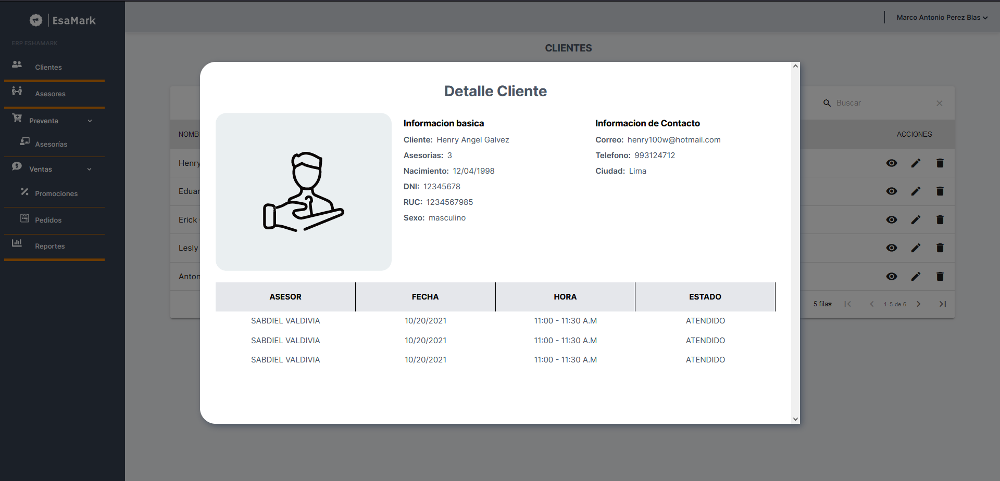 EsaMark
Marco Antonio Perez Blas
ERP ESHAMARK
Clientes
Asesores
Preventa
Asesorías
Ventas
Promociones
Pedidos
Reportes
CLIENTES
Buscar
NOMB
ACCIONES
Henry
Eduar
Erick
Lesly
Anton
5 filas
1-5 de 6
Detalle Cliente
Informacion basica
Cliente: Henry Angel Galvez
Asesorias: 3
Nacimiento: 12/04/1998
DNI: 12345678
RUC: 1234567985
Sexo: masculino
Informacion de Contacto
Correo: henry100w@hotmail.com
Telefono: 993124712
Ciudad: Lima
ASESOR FECHA HORA ESTADO
SABDIEL VALDIVIA 10/20/2021 11:00 - 11:30 A.M ATENDIDO
SABDIEL VALDIVIA 10/20/2021 11:00 - 11:30 A.M ATENDIDO
SABDIEL VALDIVIA 10/20/2021 11:00 - 11:30 A.M ATENDIDO